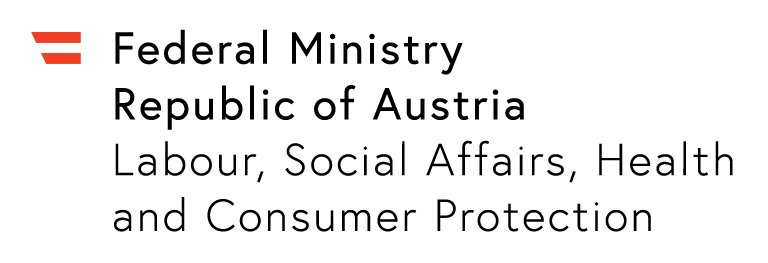 Federal Ministry
Republic of Austria
Labour, Social Affairs, Health
and Consumer Protection